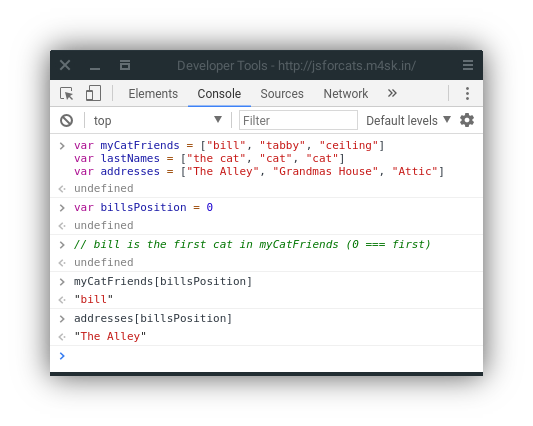 Developer Tools - http://jsforcats.m4sk.in/
Elements Console Sources Network »
top Filter Default levels
var myCatFriends = ["bill", "tabby", "ceiling"]
var lastNames = ["the cat", "cat", "cat"]
var addresses = ["The Alley", "Grandmas House", "Attic"]
undefined
var billsPosition = 0
undefined
// bill is the first cat in myCatFriends (0 === first)
undefined
myCatFriends[billsPosition]
"bill"
addresses[billsPosition]
"The Alley"